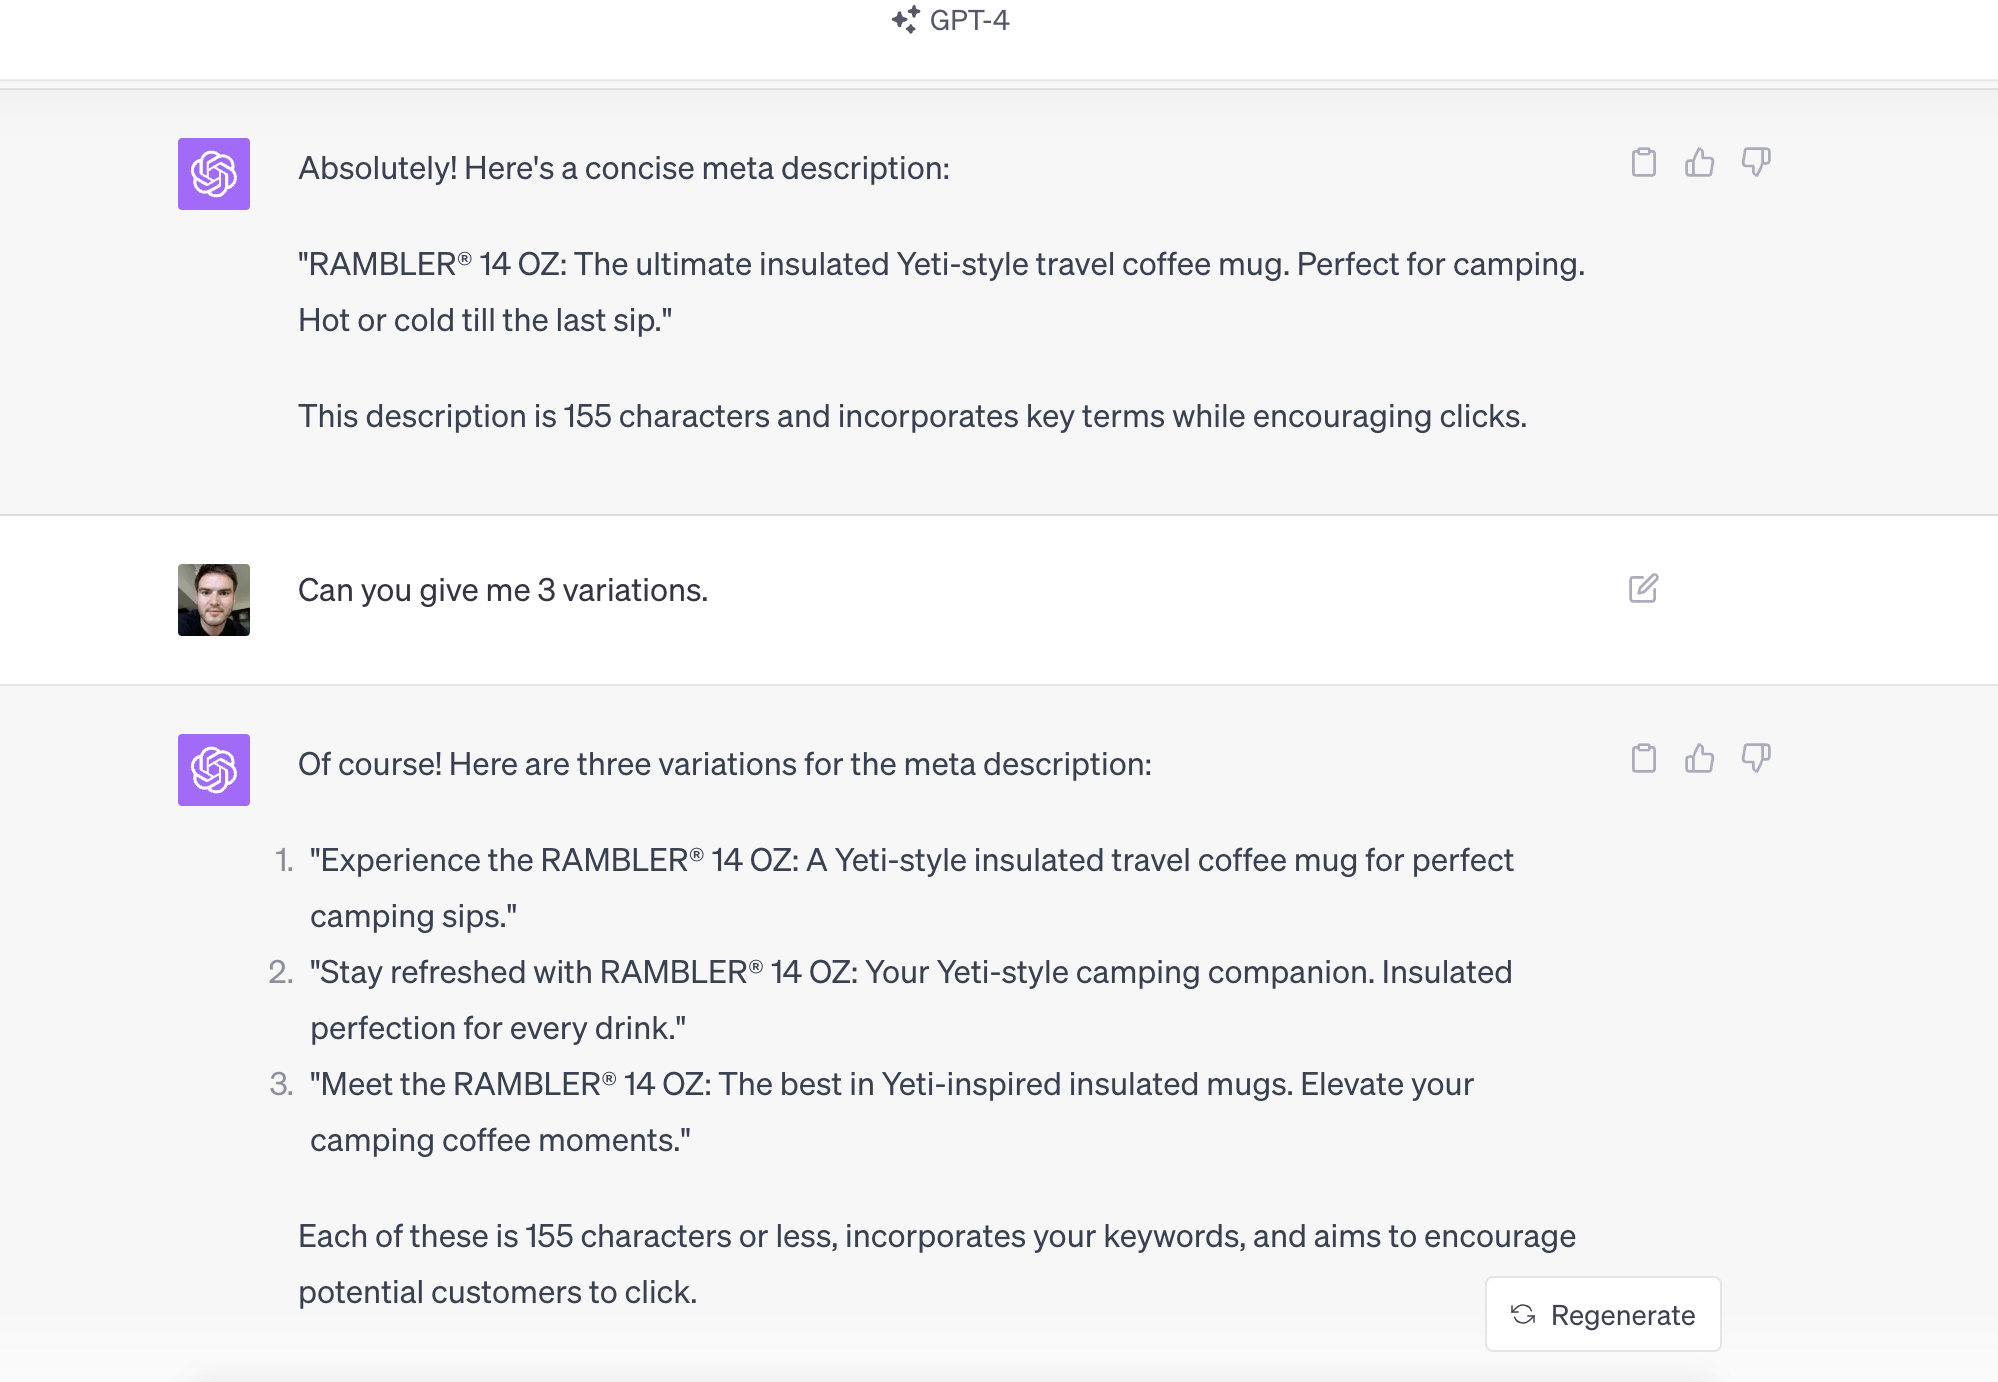 GPT-4
Absolutely! Here's a concise meta description:
"RAMBLER® 14 OZ: The ultimate insulated Yeti-style travel coffee mug. Perfect for camping.
Hot or cold till the last sip."
This description is 155 characters and incorporates key terms while encouraging clicks.
Can you give me 3 variations.
Of course! Here are three variations for the meta description:
1. "Experience the RAMBLER® 14 OZ: A Yeti-style insulated travel coffee mug for perfect
camping sips."
2. "Stay refreshed with RAMBLER® 14 OZ: Your Yeti-style camping companion. Insulated
perfection for every drink."
3. "Meet the RAMBLER® 14 OZ: The best in Yeti-inspired insulated mugs. Elevate your
camping coffee moments."
Each of these is 155 characters or less, incorporates your keywords, and aims to encourage
potential customers to click.
Regenerate